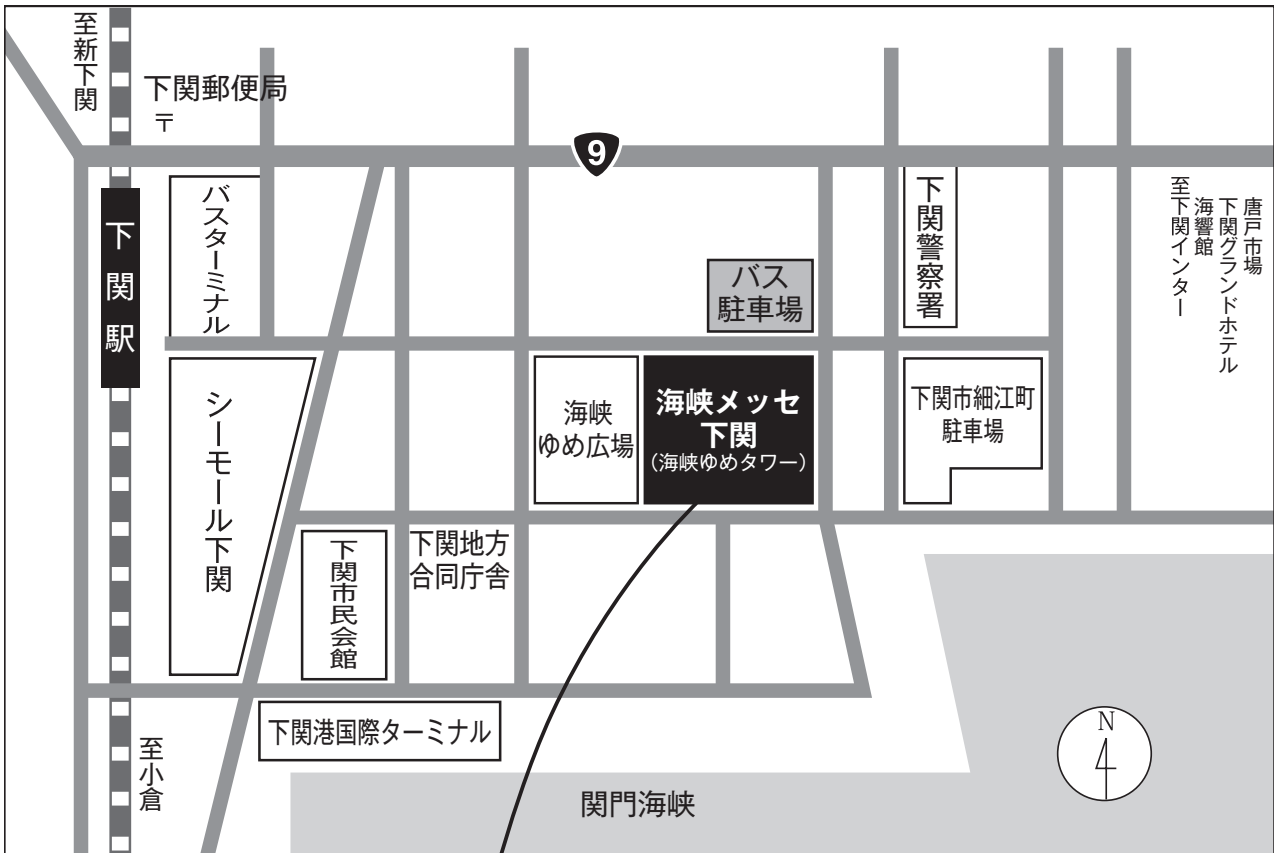 至新下関
下関郵便局
〒
9
下関駅
バスターミナル
バス
駐車場
下関警察署
唐戸市場
下関グランドホテル
海響館
至下関インター
シーモール下関
海峡
ゆめ広場
海峡メッセ
下関
(海峡ゆめタワー)
下関市細江町
駐車場
下関市民会館
下関地方
合同庁舎
下関港国際ターミナル
至小倉
関門海峡
N